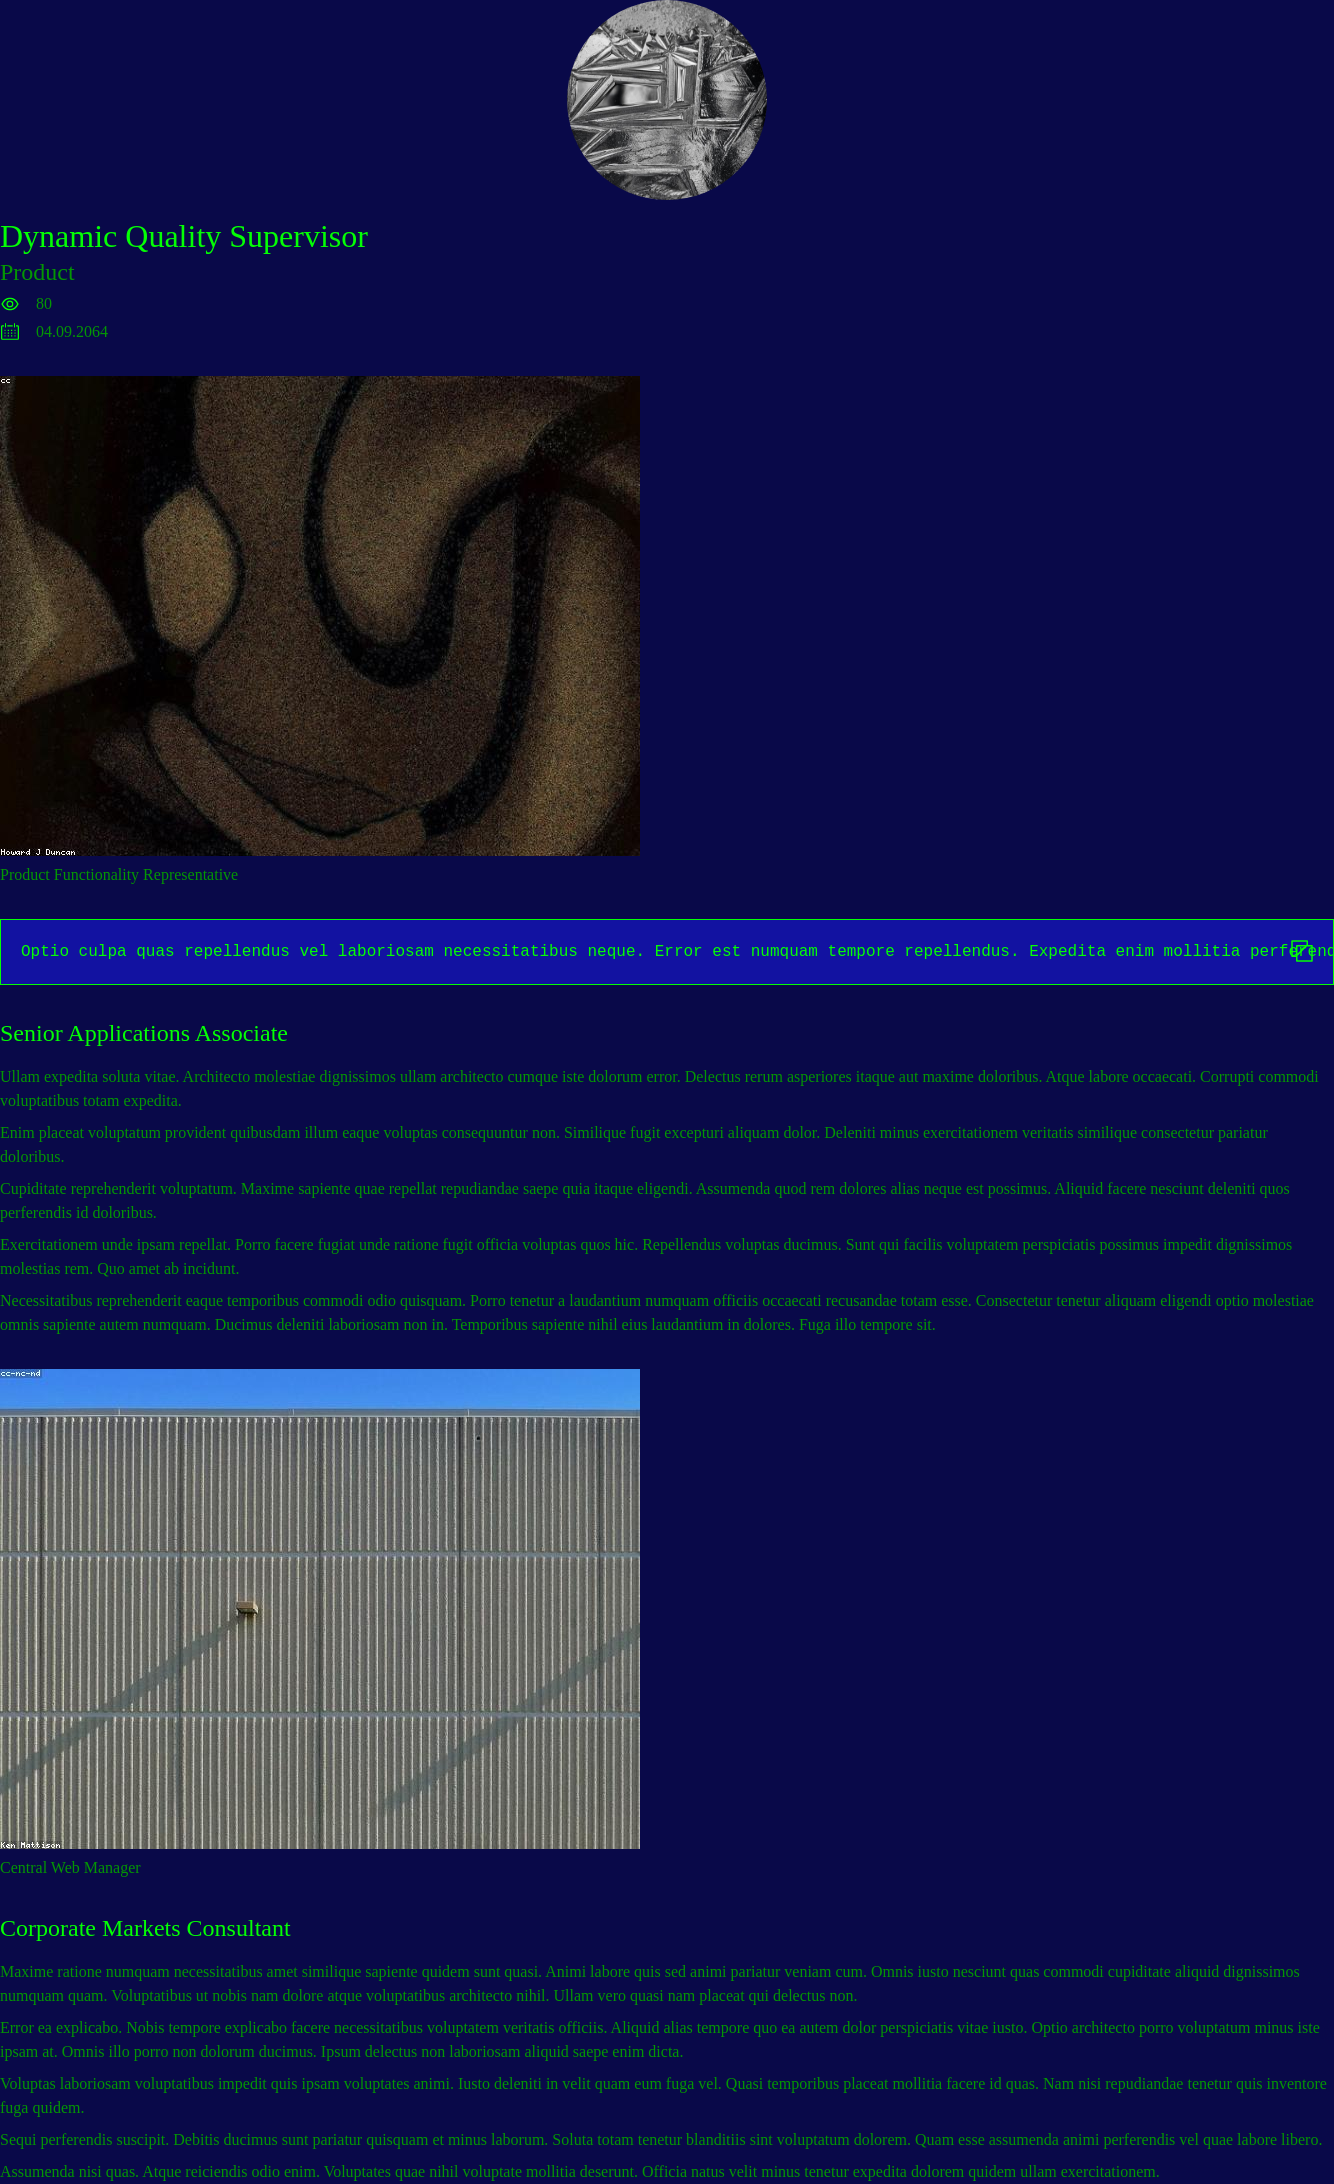 Dynamic Quality Supervisor
Product
80
04.09.2064
cc
Howard J Duncan
Product Functionality Representative
Optio culpa quas repellendus vel laboriosam necessitatibus neque. Error est numquam tempore repellendus. Expedita enim mollitia perferend
Senior Applications Associate
Ullam expedita soluta vitae. Architecto molestiae dignissimos ullam architecto cumque iste dolorum error. Delectus rerum asperiores itaque aut maxime doloribus. Atque labore occaecati. Corrupti commodi
voluptatibus totam expedita.
Enim placeat voluptatum provident quibusdam illum eaque voluptas consequuntur non. Similique fugit excepturi aliquam dolor. Deleniti minus exercitationem veritatis similique consectetur pariatur
doloribus.
Cupiditate reprehenderit voluptatum. Maxime sapiente quae repellat repudiandae saepe quia itaque eligendi. Assumenda quod rem dolores alias neque est possimus. Aliquid facere nesciunt deleniti quos
perferendis id doloribus.
Exercitationem unde ipsam repellat. Porro facere fugiat unde ratione fugit officia voluptas quos hic. Repellendus voluptas ducimus. Sunt qui facilis voluptatem perspiciatis possimus impedit dignissimos
molestias rem. Quo amet ab incidunt.
Necessitatibus reprehenderit eaque temporibus commodi odio quisquam. Porro tenetur a laudantium numquam officiis occaecati recusandae totam esse. Consectetur tenetur aliquam eligendi optio molestiae
omnis sapiente autem numquam. Ducimus deleniti laboriosam non in. Temporibus sapiente nihil eius laudantium in dolores. Fuga illo tempore sit.
cc-nc-nd
Ken Mattison
Central Web Manager
Corporate Markets Consultant
Maxime ratione numquam necessitatibus amet similique sapiente quidem sunt quasi. Animi labore quis sed animi pariatur veniam cum. Omnis iusto nesciunt quas commodi cupiditate aliquid dignissimos
numquam quam. Voluptatibus ut nobis nam dolore atque voluptatibus architecto nihil. Ullam vero quasi nam placeat qui delectus non.
Error ea explicabo. Nobis tempore explicabo facere necessitatibus voluptatem veritatis officiis. Aliquid alias tempore quo ea autem dolor perspiciatis vitae iusto. Optio architecto porro voluptatum minus iste
ipsam at. Omnis illo porro non dolorum ducimus. Ipsum delectus non laboriosam aliquid saepe enim dicta.
Voluptas laboriosam voluptatibus impedit quis ipsam voluptates animi. Iusto deleniti in velit quam eum fuga vel. Quasi temporibus placeat mollitia facere id quas. Nam nisi repudiandae tenetur quis inventore
fuga quidem.
Sequi perferendis suscipit. Debitis ducimus sunt pariatur quisquam et minus laborum. Soluta totam tenetur blanditiis sint voluptatum dolorem. Quam esse assumenda animi perferendis vel quae labore libero.
Assumenda nisi quas. Atque reiciendis odio enim. Voluptates quae nihil voluptate mollitia deserunt. Officia natus velit minus tenetur expedita dolorem quidem ullam exercitationem.